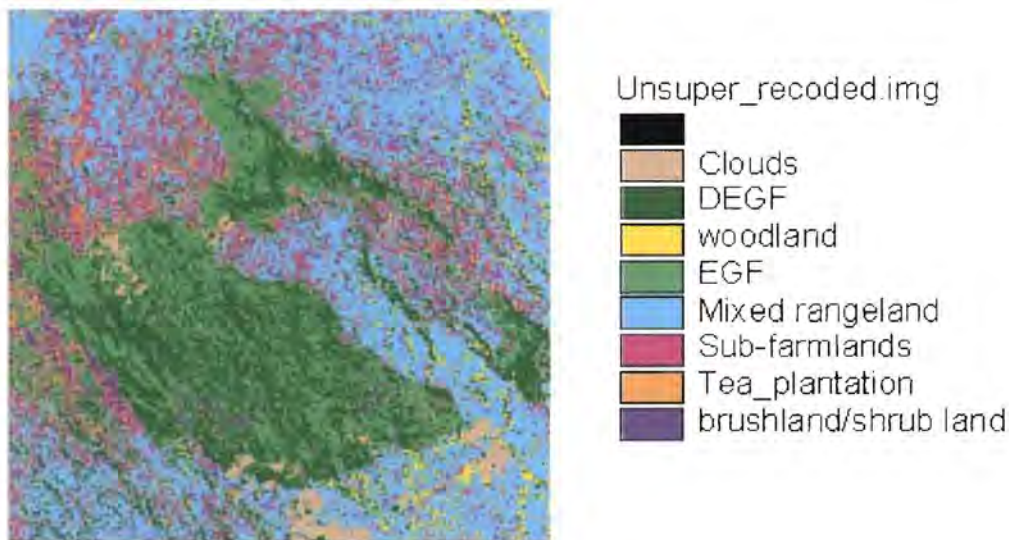 Unsuper_recoded.img
Clouds
DEGF
woodland
EGF
Mixed rangeland
Sub-farmlands
Tea_plantation
brushland/shrub land